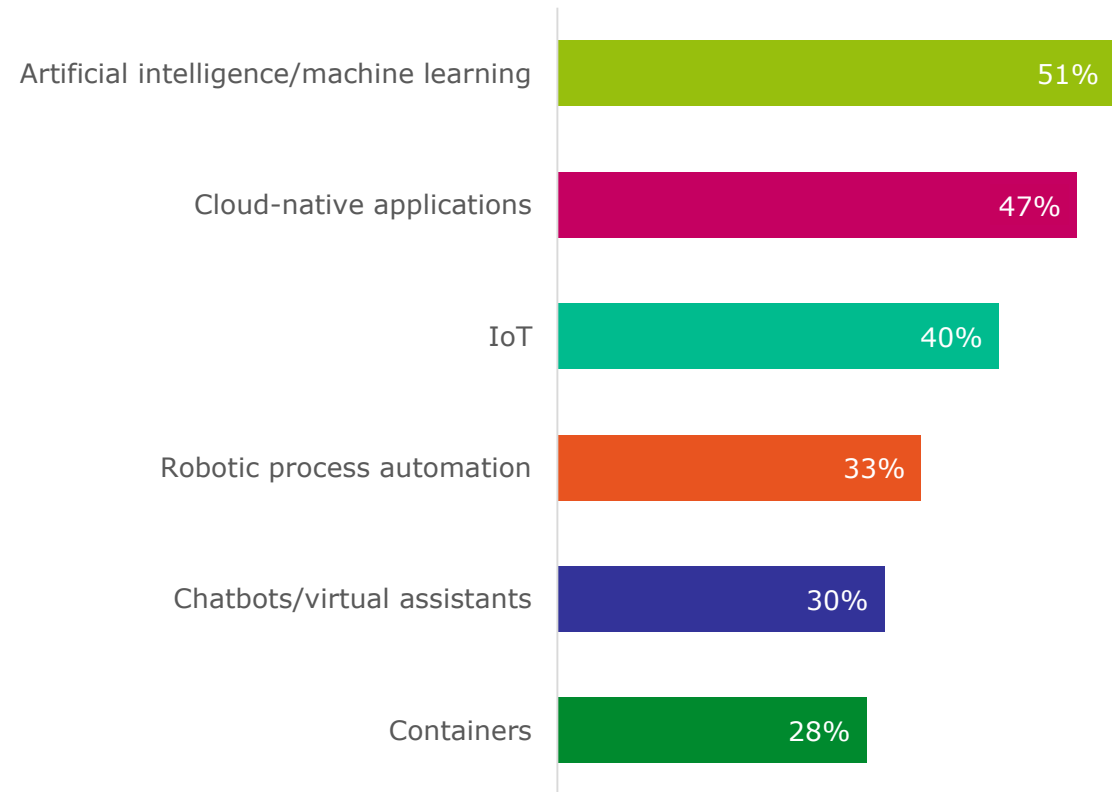 Artificial intelligence/machine learning 51%
Cloud-native applications 47%
IoT 40%
Robotic process automation 33%
Chatbots/virtual assistants 30%
Containers 28%